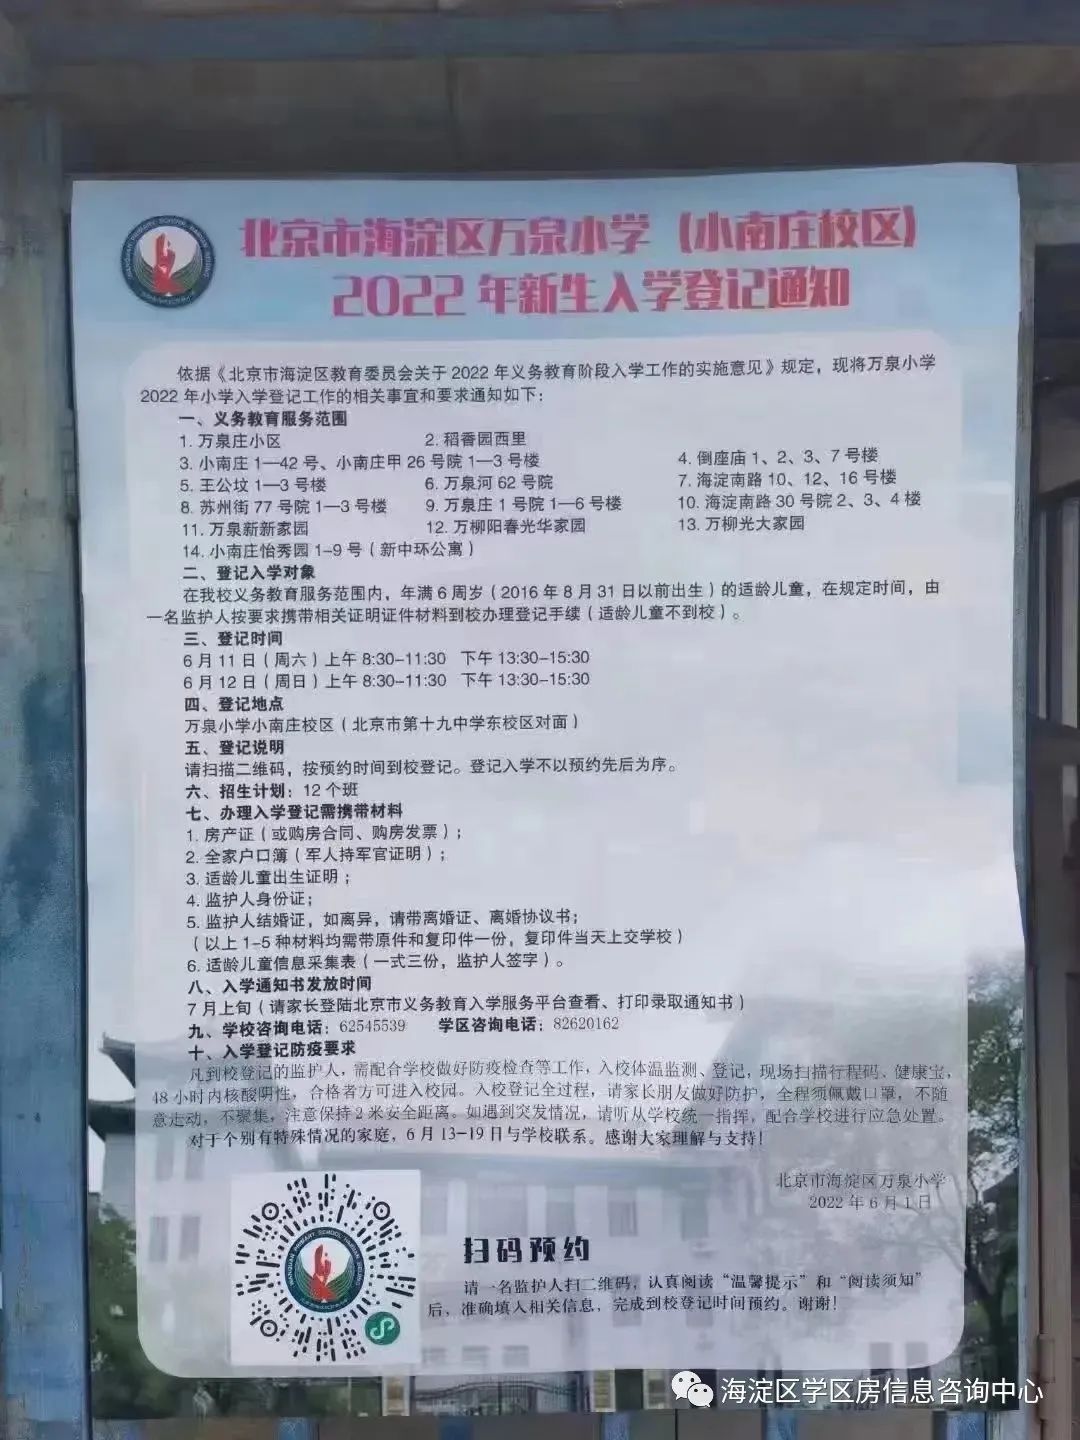 北京市海淀区万泉小学（小南庄校区）
2022年新生入学登记通知
依据《北京市海淀区教育委员会关于2022年义务教育阶段入学工作的实施意见》规定，现将万泉小学
2022年小学入学登记工作的相关事宜和要求通知如下：
一、义务教育服务范围
1. 万泉庄小区 2. 稻香园西里
3. 小南庄1—42号、小南庄甲26号院1—3号楼 4. 倒座庙1、2、3、7号楼
5. 王公坟1—3号楼 6. 万泉河62号院 7. 海淀南路10、12、16号楼
8. 苏州街77号院1—3号楼 9. 万泉庄1号院1—6号楼 10. 海淀南路30号院2、3、4楼
11. 万泉新新家园 12. 万柳阳春光华家园 13. 万柳光大家园
14. 小南庄怡秀园1-9号（新中环公寓）
二、登记入学对象
在我校义务教育服务范围内，年满6周岁（2016年8月31日以前出生）的适龄儿童，在规定时间，由
一名监护人按要求携带相关证明证件材料到校办理登记手续（适龄儿童不到校）。
三、登记时间
6月11日（周六）上午8:30-11:30 下午13:30-15:30
6月12日（周日）上午8:30-11:30 下午13:30-15:30
四、登记地点
万泉小学小南庄校区（北京市第十九中学东校区对面）
五、登记说明
请扫描二维码，按预约时间到校登记。登记入学不以预约先后为序。
六、招生计划：12个班
七、办理入学登记需携带材料
1. 房产证（或购房合同、购房发票）；
2. 全家户口簿（军人持军官证明）；
3. 适龄儿童出生证明；
4. 监护人身份证；
5. 监护人结婚证，如离异，请带离婚证、离婚协议书；
（以上1-5种材料均需带原件和复印件一份，复印件当天上交学校）
6. 适龄儿童信息采集表（一式三份，监护人签字）。
八、入学通知书发放时间
7月上旬（请家长登陆北京市义务教育入学服务平台查看、打印录取通知书）
九、学校咨询电话：62545539 学区咨询电话：82620162
十、入学登记防疫要求
凡到校登记的监护人，需配合学校做好防疫检查等工作，入校体温监测、登记，现场扫描行程码、健康宝，
48小时内核酸阴性，合格者方可进入校园。入校登记全过程，请家长朋友做好防护，全程须佩戴口罩，不随
意走动，不聚集，注意保持2米安全距离。如遇到突发情况，请听从学校统一指挥，配合学校进行应急处置。
对于个别有特殊情况的家庭，6月13-19日与学校联系。感谢大家理解与支持！
北京市海淀区万泉小学
2022年6月1日
扫码预约
请一名监护人扫二维码，认真阅读“温馨提示”和“阅读须知”
后，准确填入相关信息，完成到校登记时间预约。谢谢！
海淀区学区房信息咨询中心